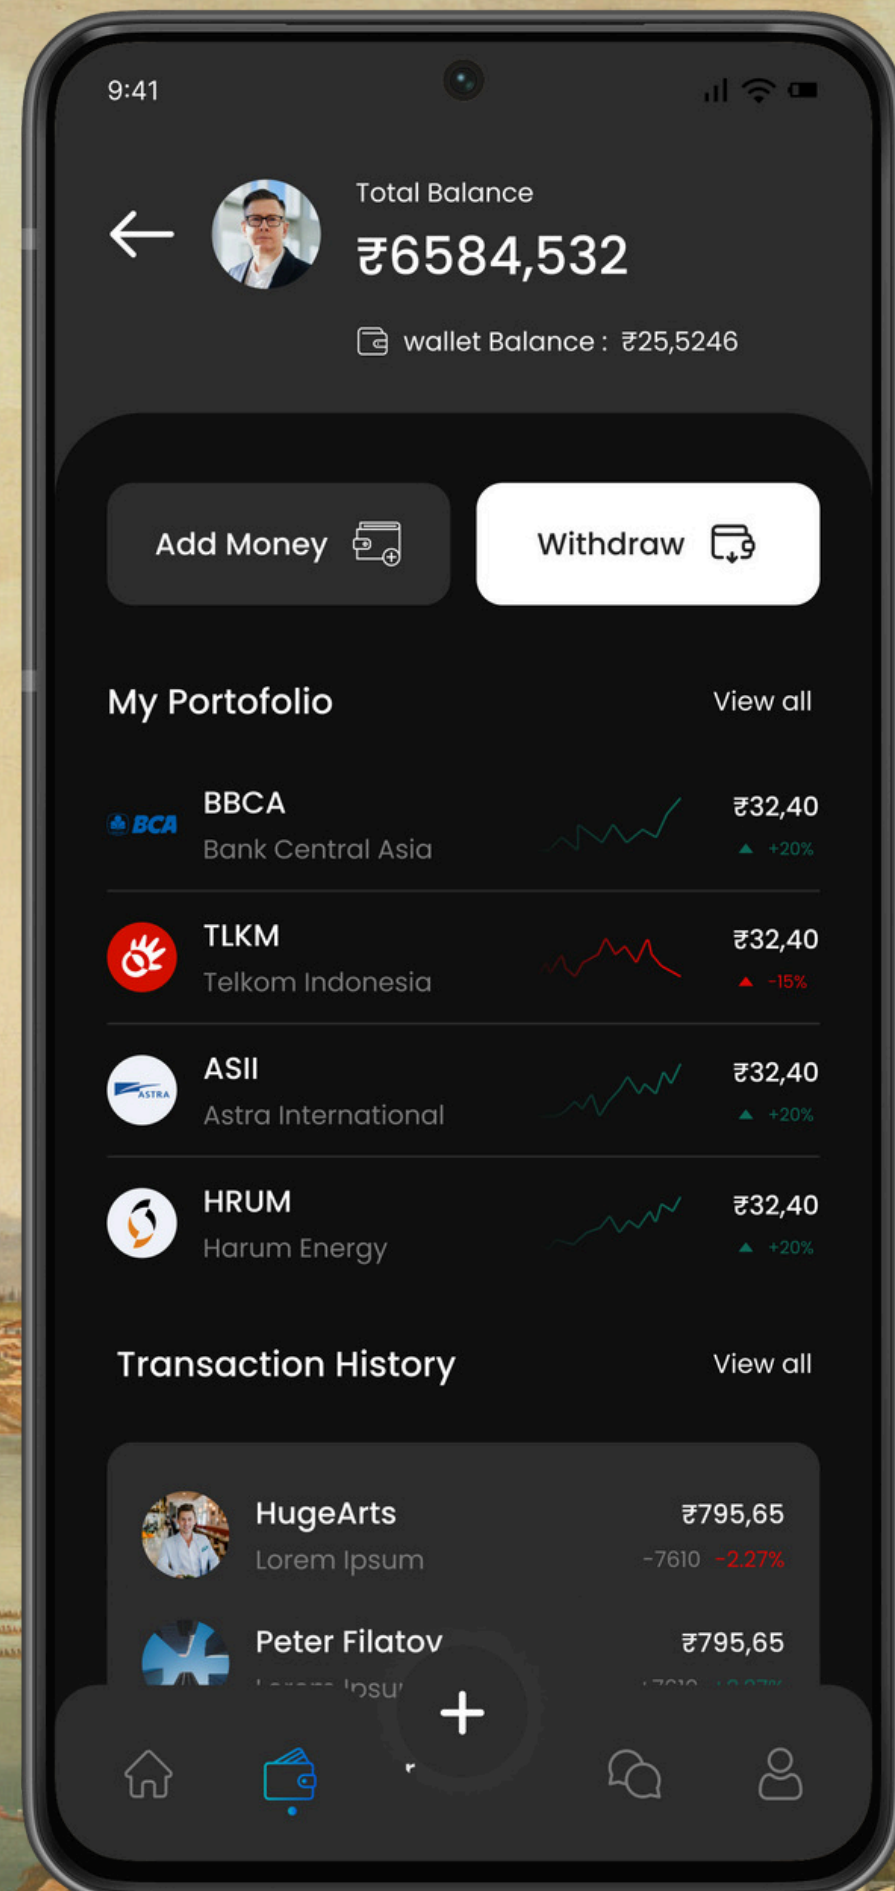 9:41
Total Balance
₹6584,532
wallet Balance : ₹25,5246
Add Money
Withdraw
My Portofolio
View all
BCA
BBCA
Bank Central Asia
₹32,40
+20%
TLKM
Telkom Indonesia
₹32,40
-15%
ASTRA
ASII
Astra International
₹32,40
+20%
HRUM
Harum Energy
₹32,40
+20%
Transaction History
View all
HugeArts
Lorem Ipsum
₹795,65
-7610 -2.27%
Peter Filatov
₹795,65